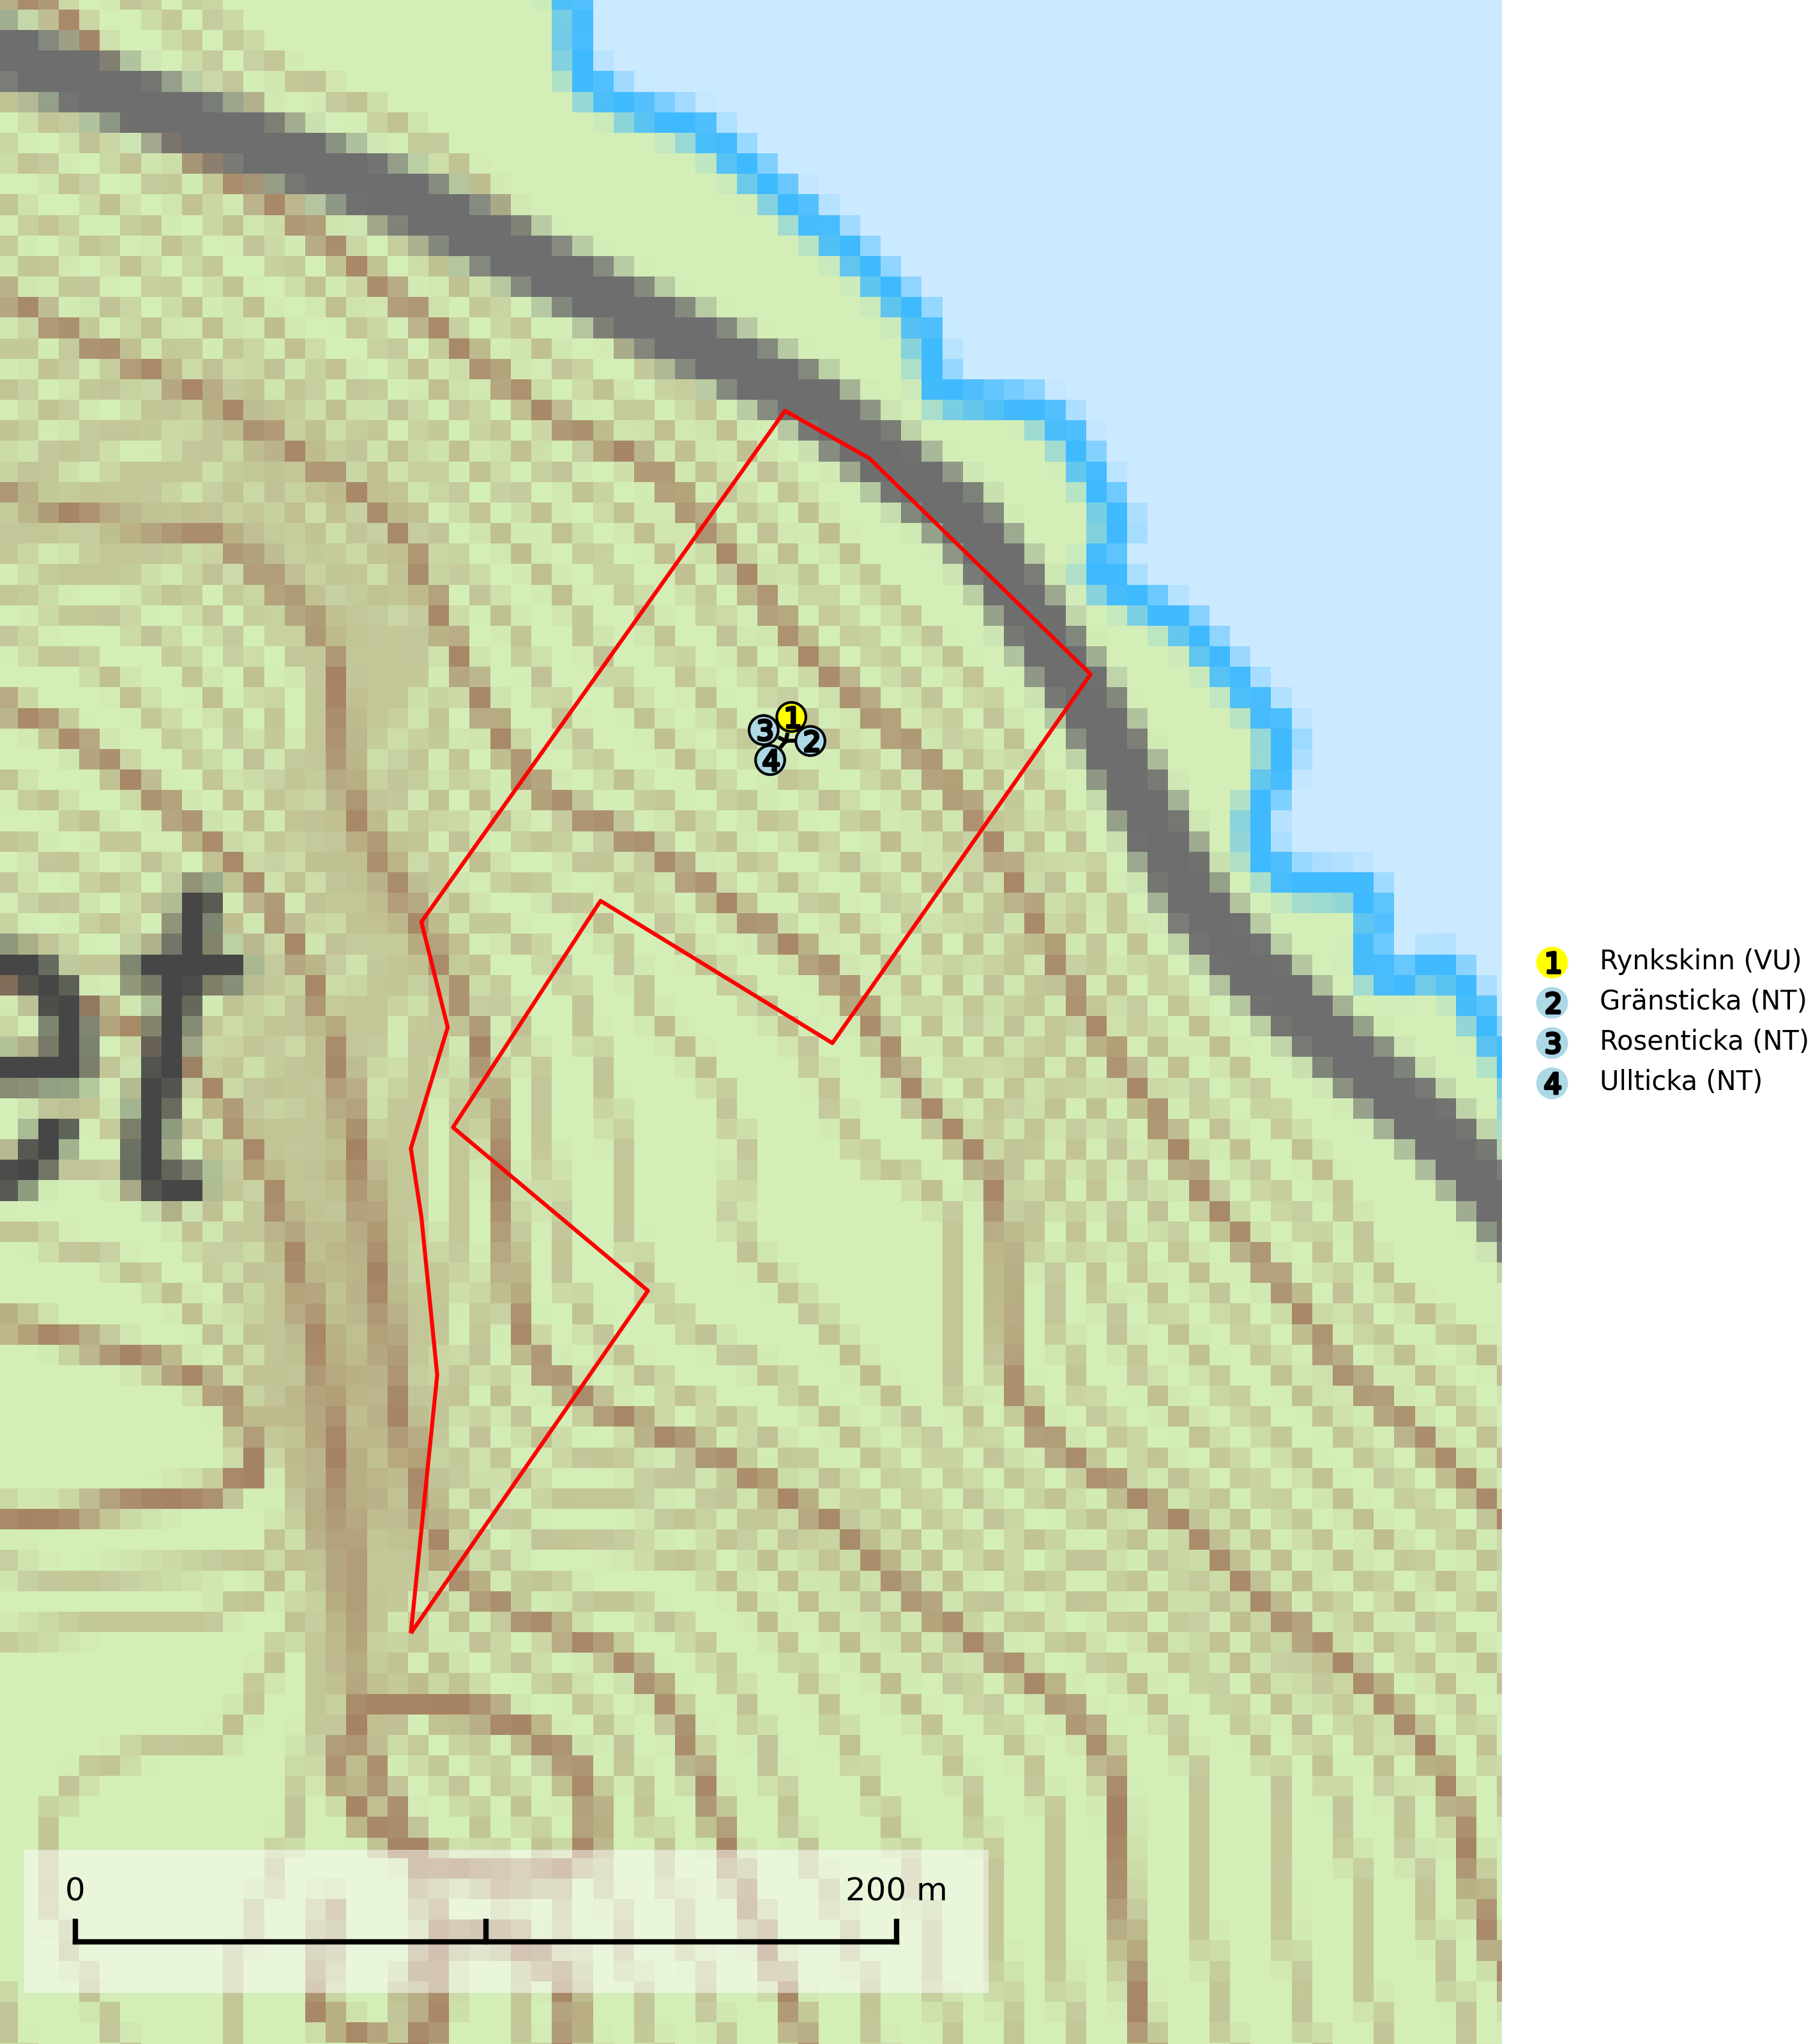 1
3
2
4
1 Rynkskinn (VU)
2 Gränsticka (NT)
3 Rosenticka (NT)
4 Ullticka (NT)
0 200 m